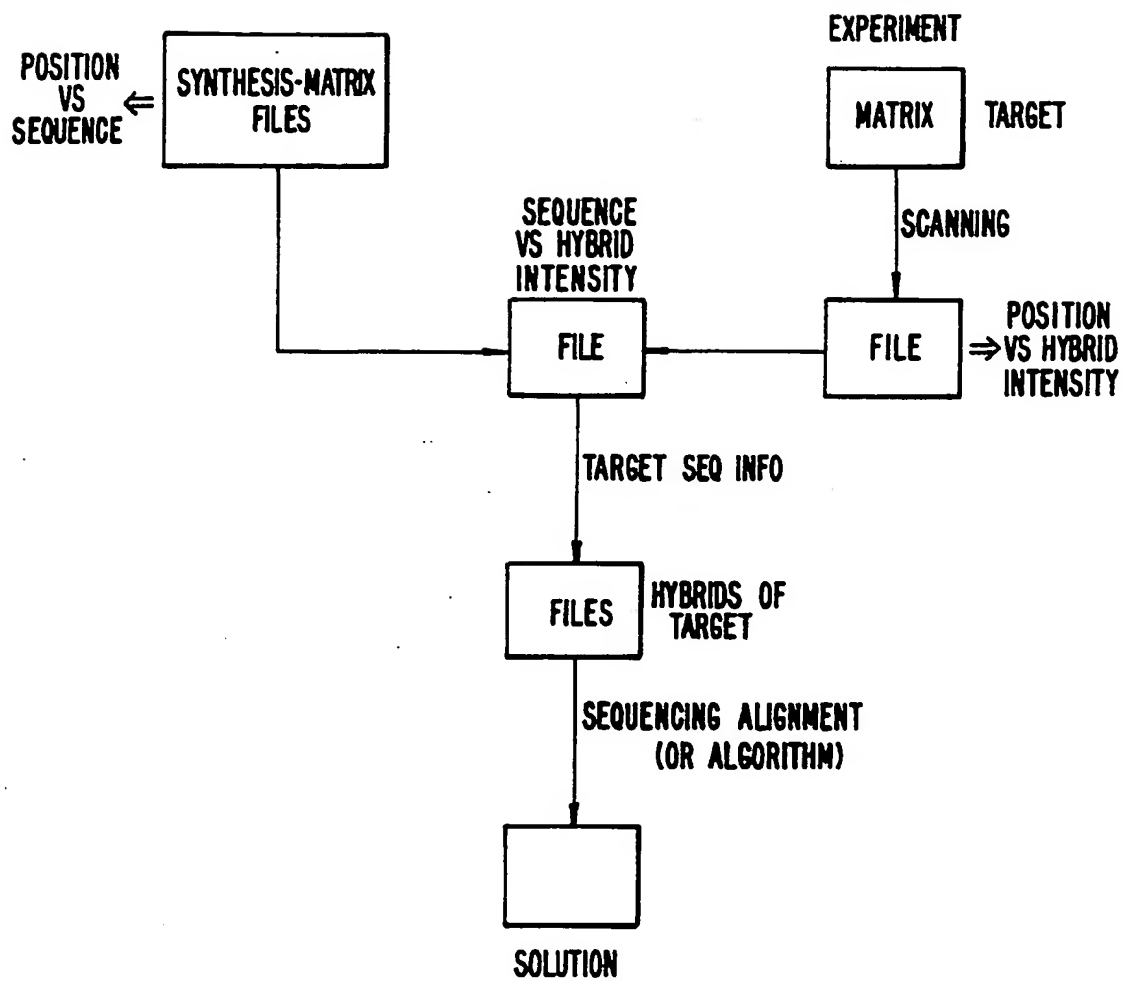 POSITION
VS
SEQUENCE
⇐
SYNTHESIS-MATRIX
FILES
EXPERIMENT
MATRIX
TARGET
SCANNING
SEQUENCE
VS HYBRID
INTENSITY
FILE
FILE
⇒
POSITION
VS HYBRID
INTENSITY
TARGET SEQ INFO
FILES
HYBRIDS OF
TARGET
SEQUENCING ALIGNMENT
(OR ALGORITHM)
SOLUTION